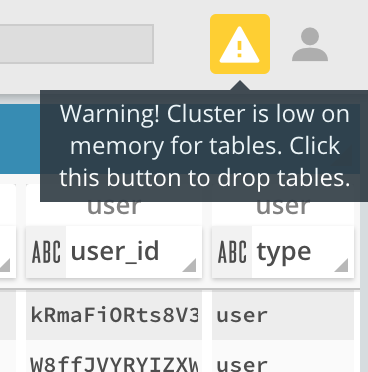 Warning! Cluster is low on
memory for tables. Click
this button to drop tables.
user user
ABC user_id ABC type
kRmaFiORts8V3 user
W8ffJVYRYIZXW user